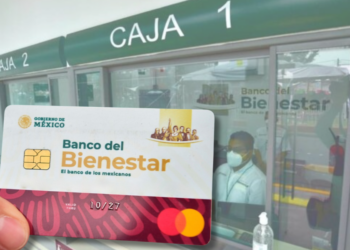 CAJA 1
CAJA 2
Banco del
Bienestar
GOBIERNO DE
MÉXICO
Banco del
Bienestar
El banco de los mexicanos
10/27